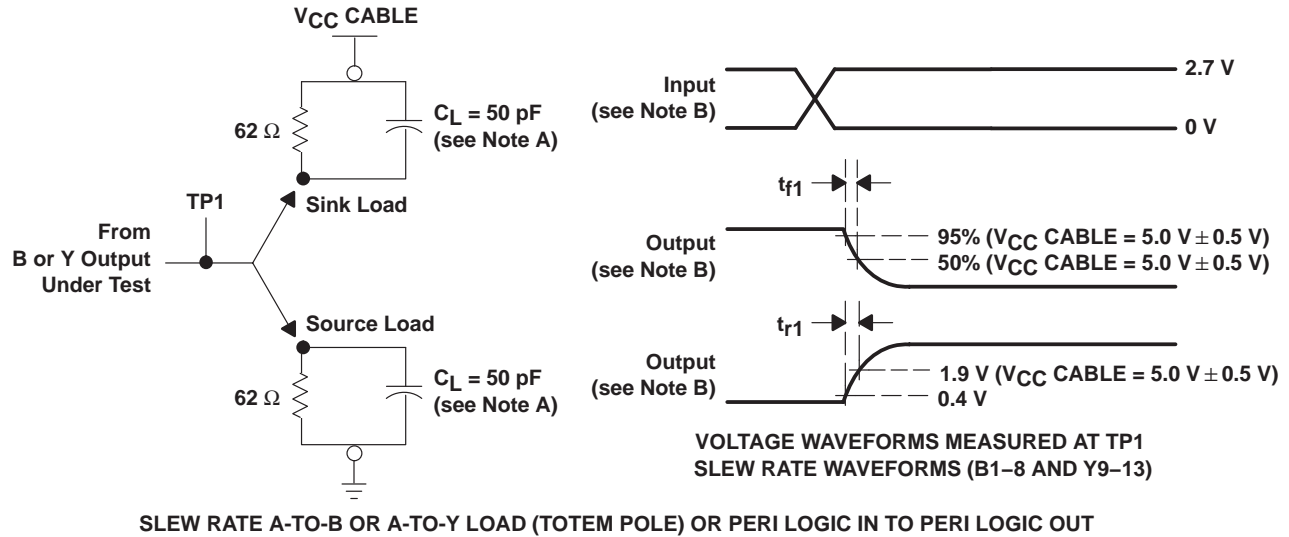 VCC CABLE
62 Ω
CL = 50 pF
(see Note A)
TP1
Sink Load
From
B or Y Output
Under Test
Source Load
62 Ω
CL = 50 pF
(see Note A)
Input
(see Note B)
2.7 V
0 V
tf1
Output
(see Note B)
95% (VCC CABLE = 5.0 V ± 0.5 V)
50% (VCC CABLE = 5.0 V ± 0.5 V)
tr1
Output
(see Note B)
1.9 V (VCC CABLE = 5.0 V ± 0.5 V)
0.4 V
VOLTAGE WAVEFORMS MEASURED AT TP1
SLEW RATE WAVEFORMS (B1–8 AND Y9–13)
SLEW RATE A-TO-B OR A-TO-Y LOAD (TOTEM POLE) OR PERI LOGIC IN TO PERI LOGIC OUT